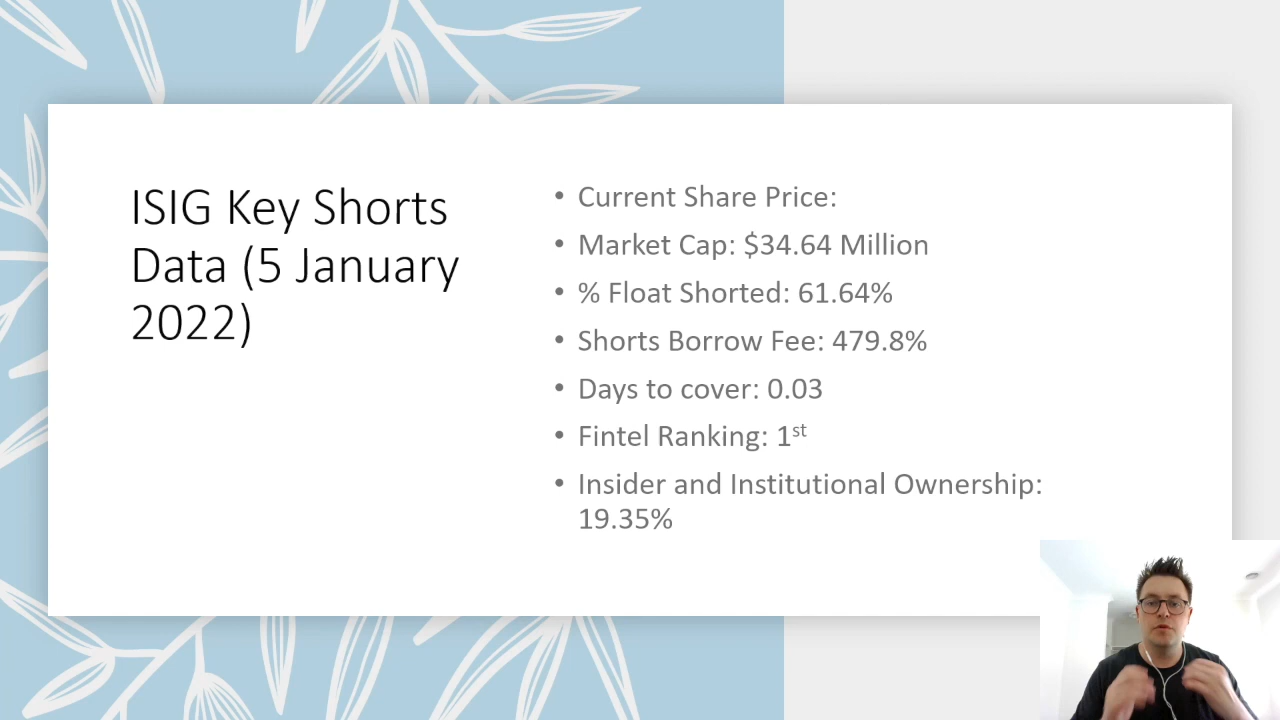 ISIG Key Shorts
Data (5 January
2022)
• Current Share Price:
• Market Cap: $34.64 Million
• % Float Shorted: 61.64%
• Shorts Borrow Fee: 479.8%
• Days to cover: 0.03
• Fintel Ranking: 1st
• Insider and Institutional Ownership:
19.35%